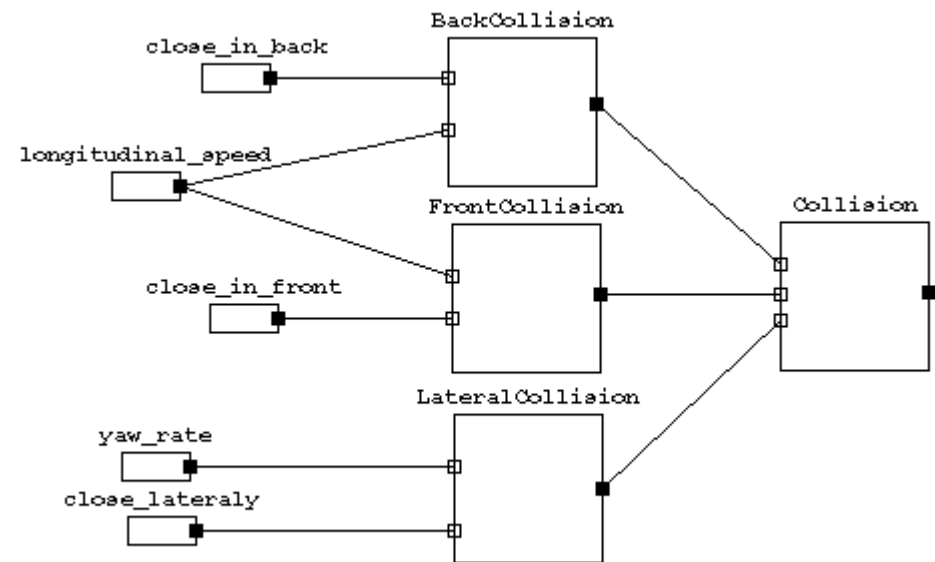 BackCollision
close_in_back
longitudinal_speed
FrontCollision
Collision
close_in_front
LateralCollision
yaw_rate
close_lateraly